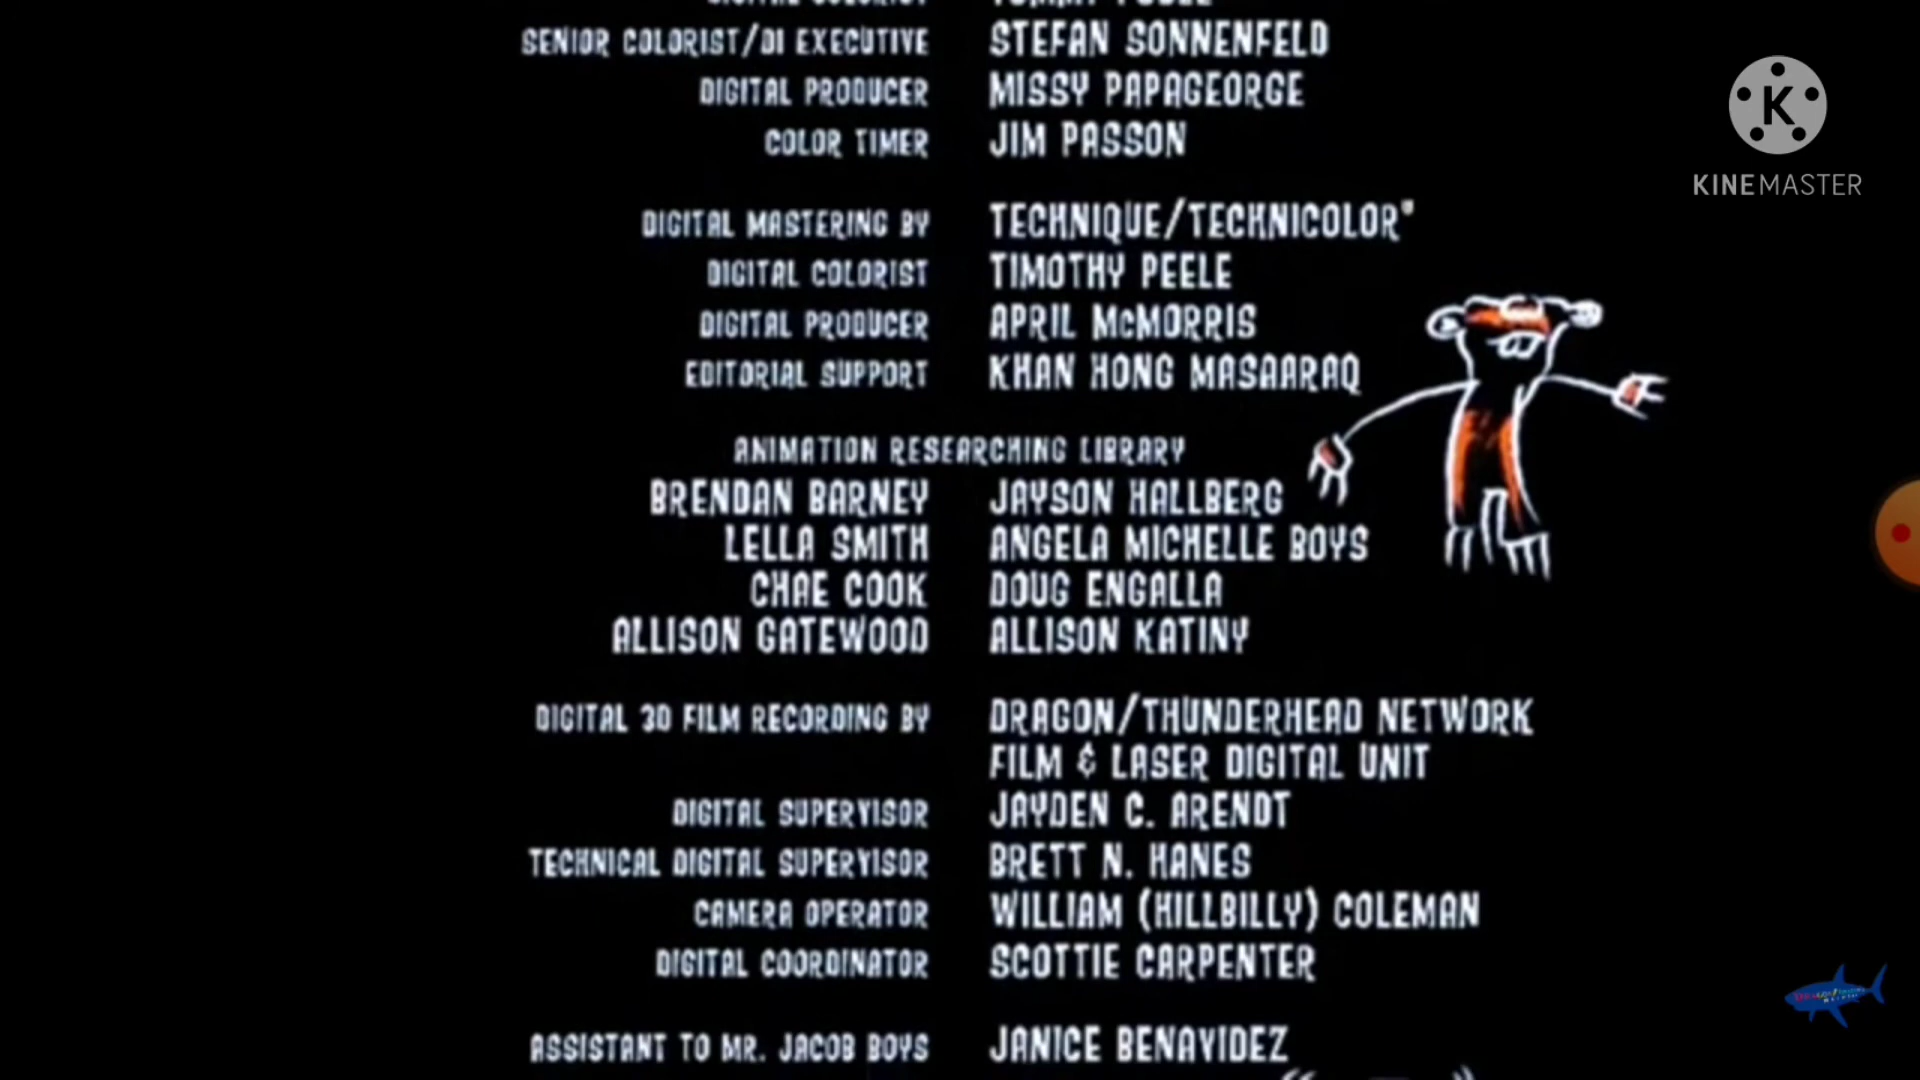 SENIOR COLORIST/DI EXECUTIVE STEFAN SONNENFELD
DIGITAL PRODUCER MISSY PAPAGEORGE
COLOR TIMER JIM PASSON
KINEMASTER
DIGITAL MASTERING BY TECHNIQUE/TECHNICOLOR®
DIGITAL COLORIST TIMOTHY PEELE
DIGITAL PRODUCER APRIL McMORRIS
EDITORIAL SUPPORT KHAN HONG MASAARAQ
ANIMATION RESEARCHING LIBRARY
BRENDAN BARNEY JAYSON HALLBERG
LELLA SMITH ANGELA MICHELLE BOYS
CHAE COOK DOUG ENGALLA
ALLISON GATEWOOD ALLISON KATINY
DIGITAL 3D FILM RECORDING BY DRAGON/THUNDERHEAD NETWORK
FILM & LASER DIGITAL UNIT
DIGITAL SUPERVISOR JAYDEN C. ARENDT
TECHNICAL DIGITAL SUPERVISOR BRETT N. HANES
CAMERA OPERATOR WILLIAM (HILLBILLY) COLEMAN
DIGITAL COORDINATOR SCOTTIE CARPENTER
ASSISTANT TO MR. JACOB BOYS JANICE BENAVIDEZ